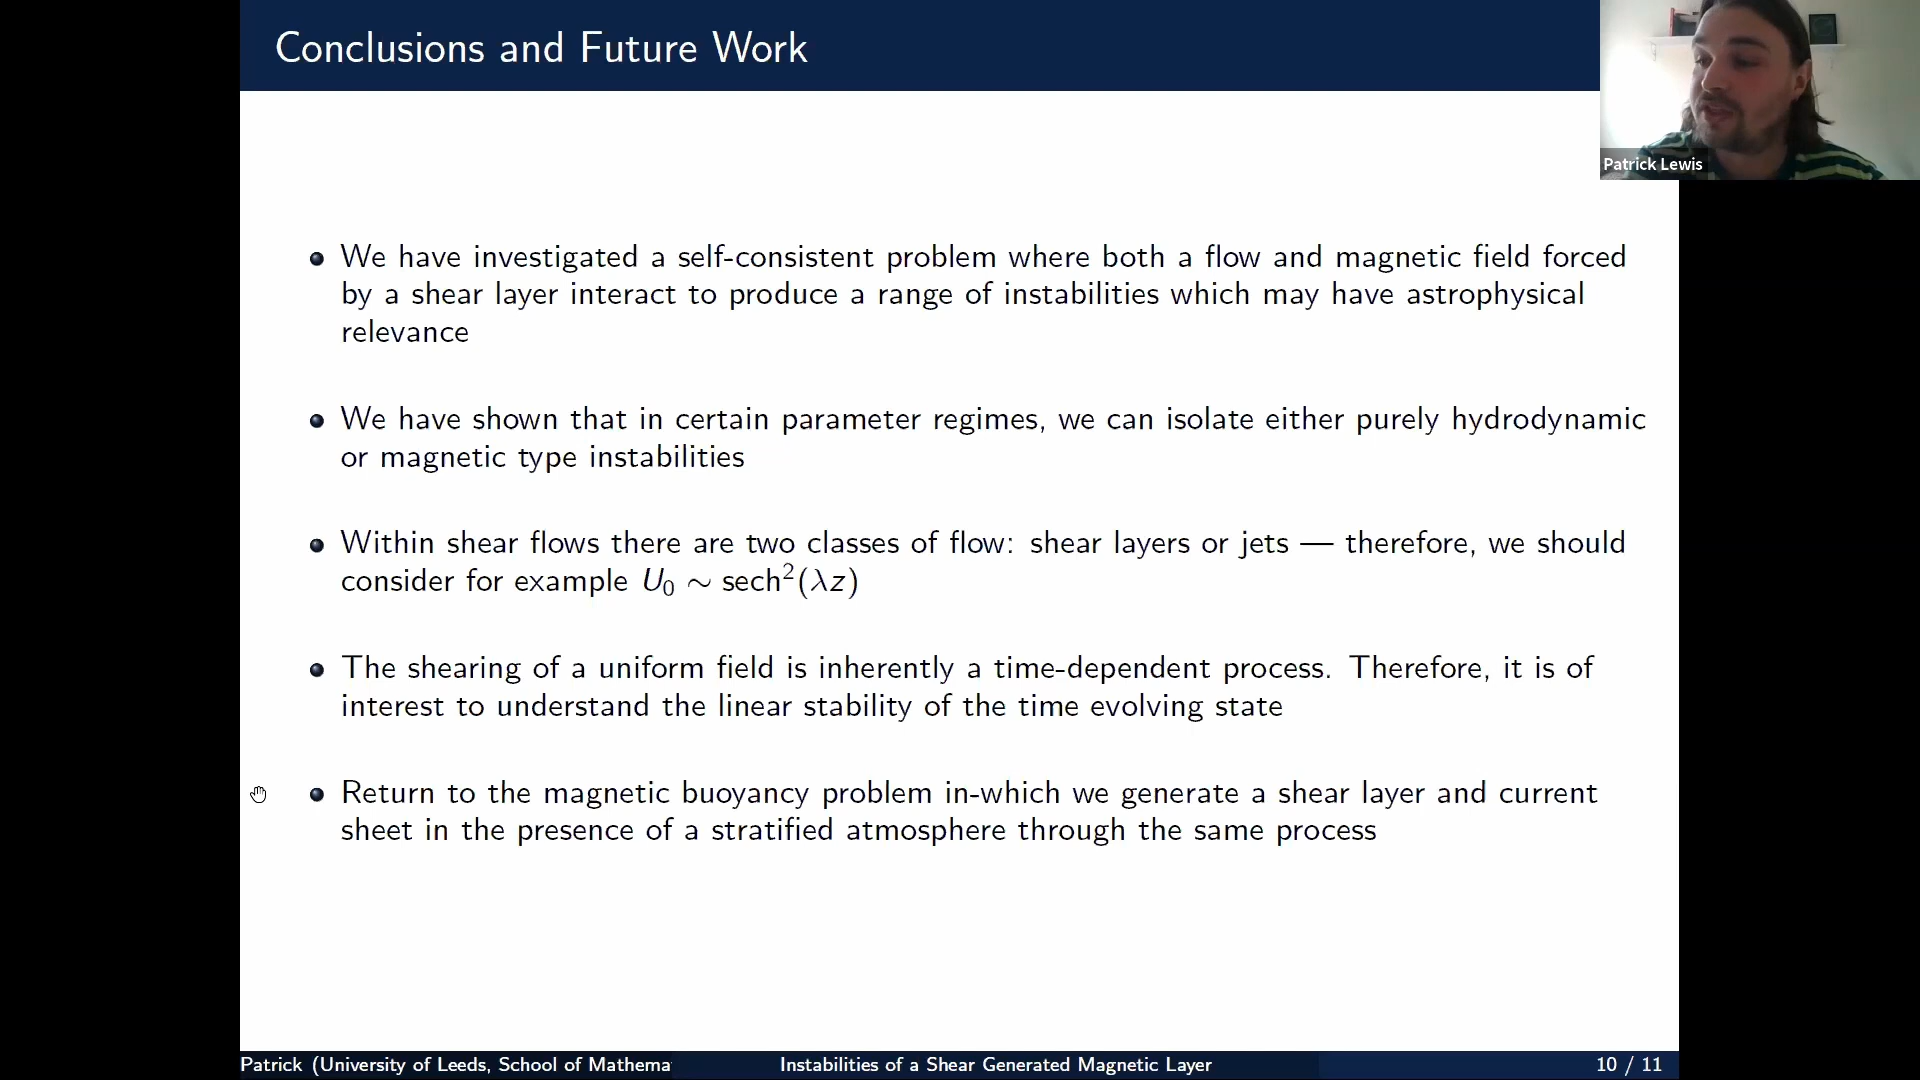 Conclusions and Future Work
Patrick Lewis
We have investigated a self-consistent problem where both a flow and magnetic field forced
by a shear layer interact to produce a range of instabilities which may have astrophysical
relevance
We have shown that in certain parameter regimes, we can isolate either purely hydrodynamic
or magnetic type instabilities
Within shear flows there are two classes of flow: shear layers or jets — therefore, we should
consider for example U₀ ∼ sech²(λz)
The shearing of a uniform field is inherently a time-dependent process. Therefore, it is of
interest to understand the linear stability of the time evolving state
Return to the magnetic buoyancy problem in-which we generate a shear layer and current
sheet in the presence of a stratified atmosphere through the same process
Patrick (University of Leeds, School of Mathema Instabilities of a Shear Generated Magnetic Layer 10 / 11